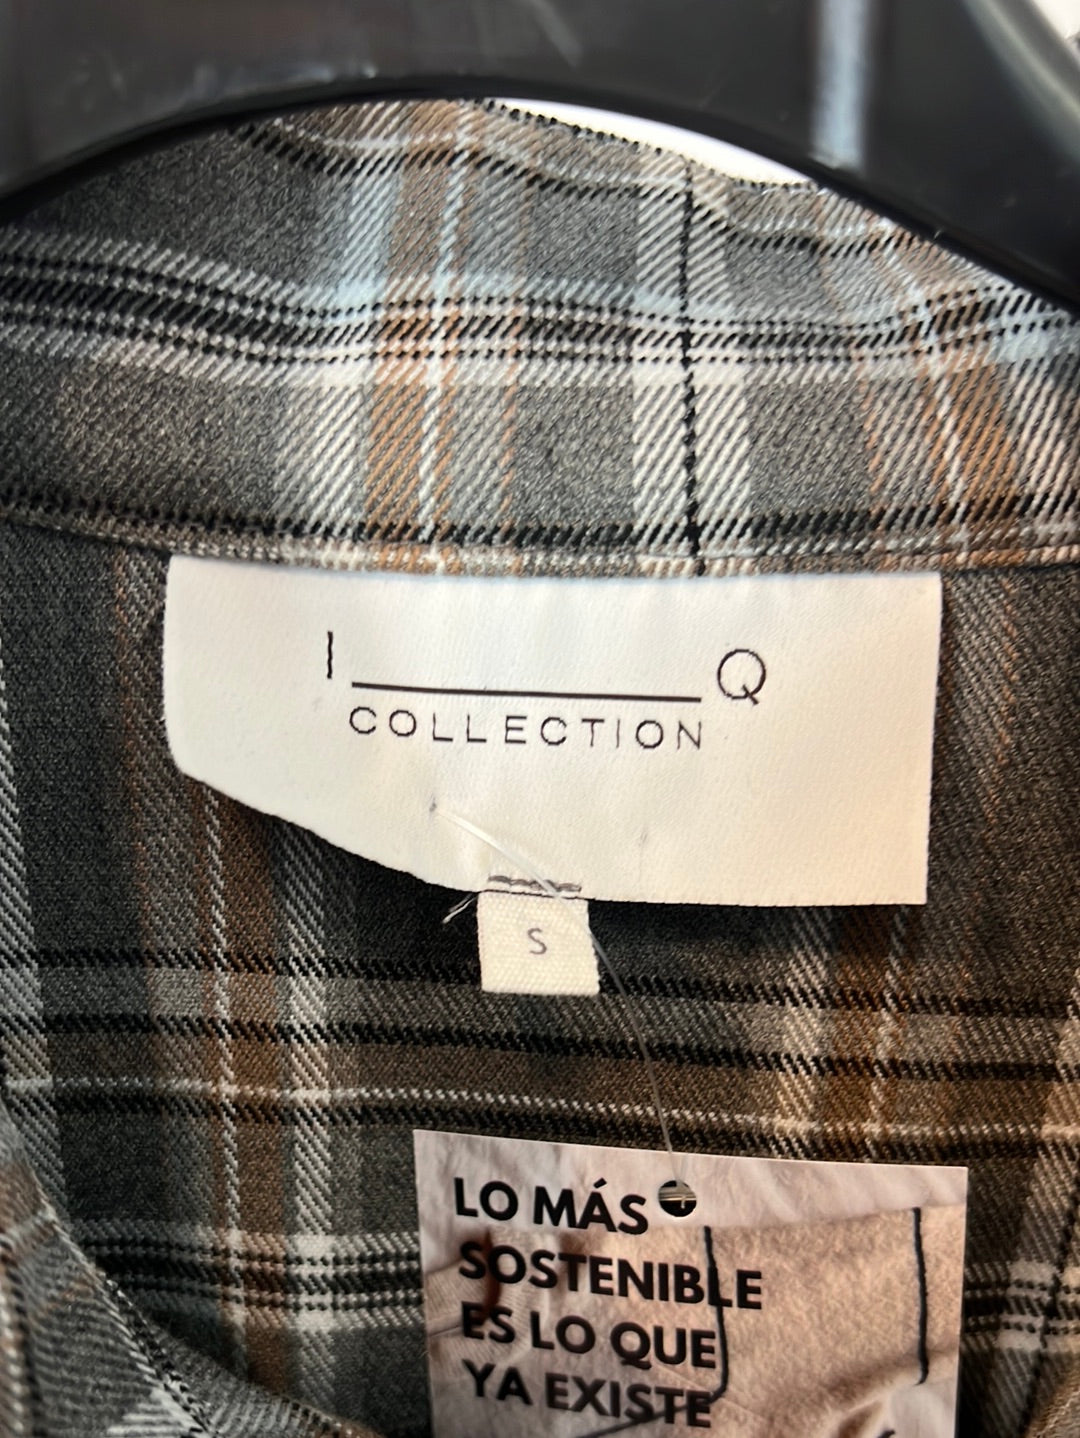 I Q
COLLECTION
S
LO MÁS
SOSTENIBLE
ES LO QUE
YA EXISTE